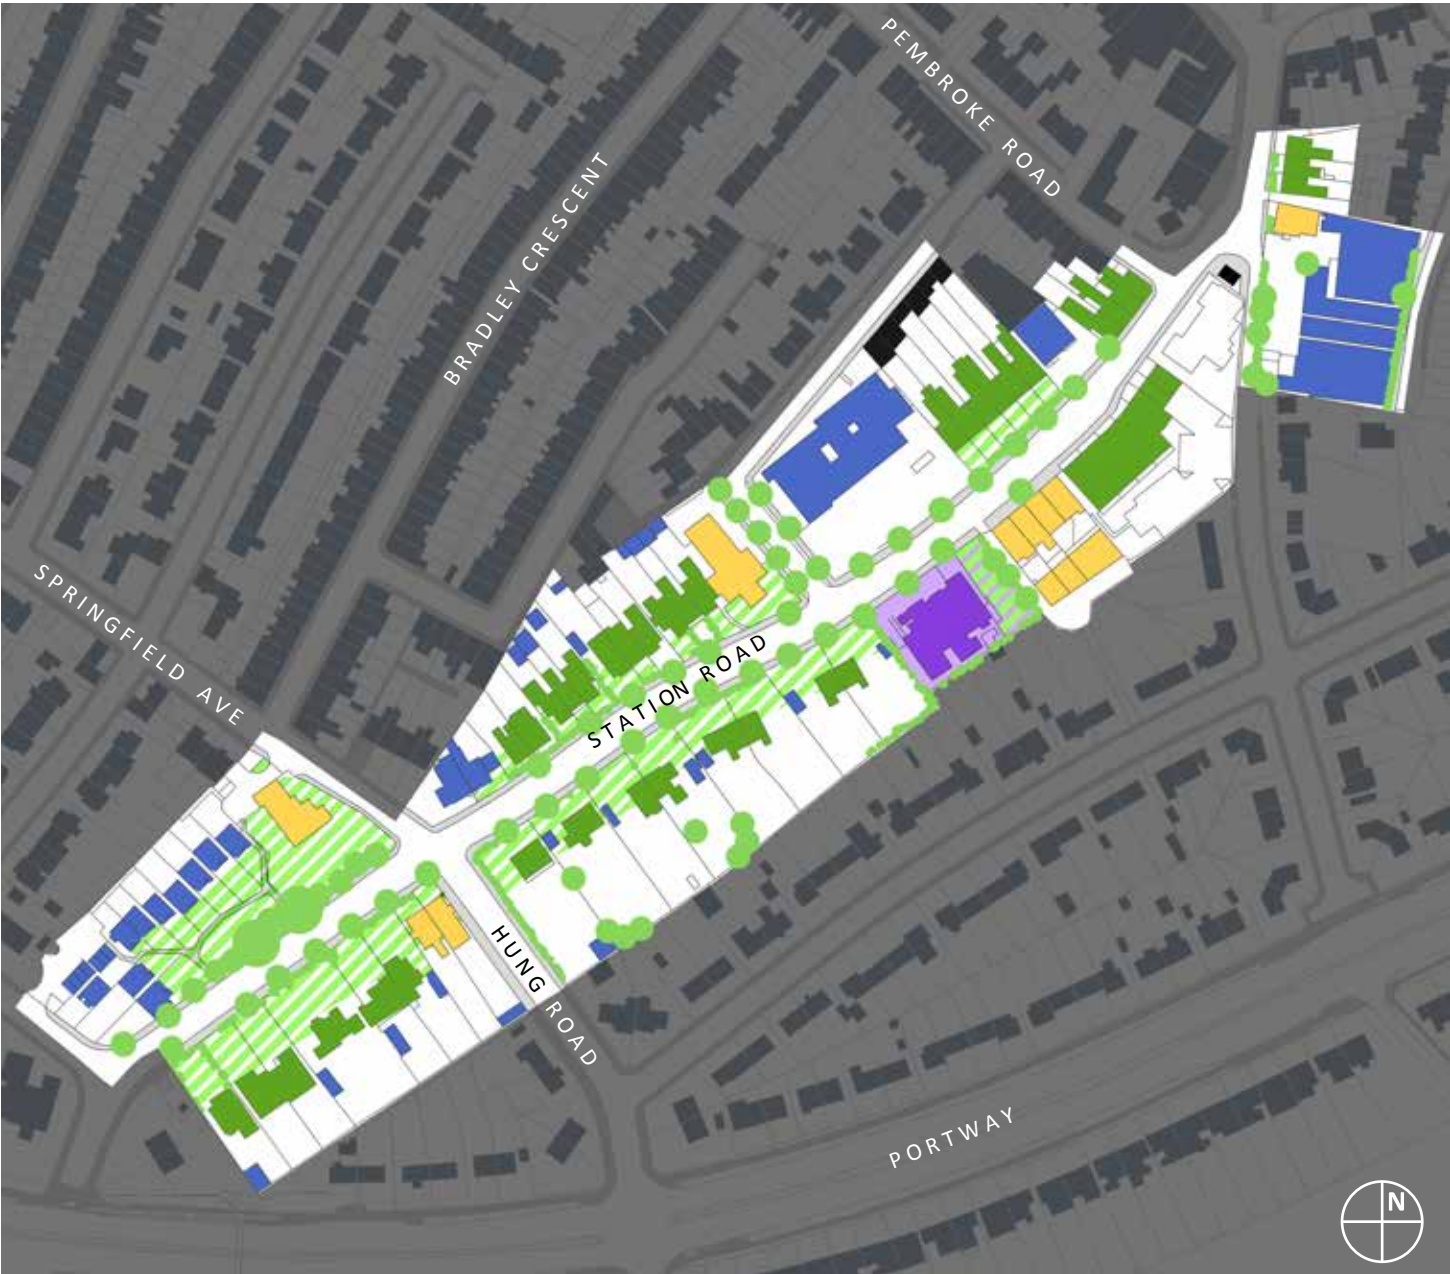 PEMBROKE ROAD
BRADLEY CRESCENT
SPRINGFIELD AVE
STATION ROAD
HUNG ROAD
PORTWAY
N